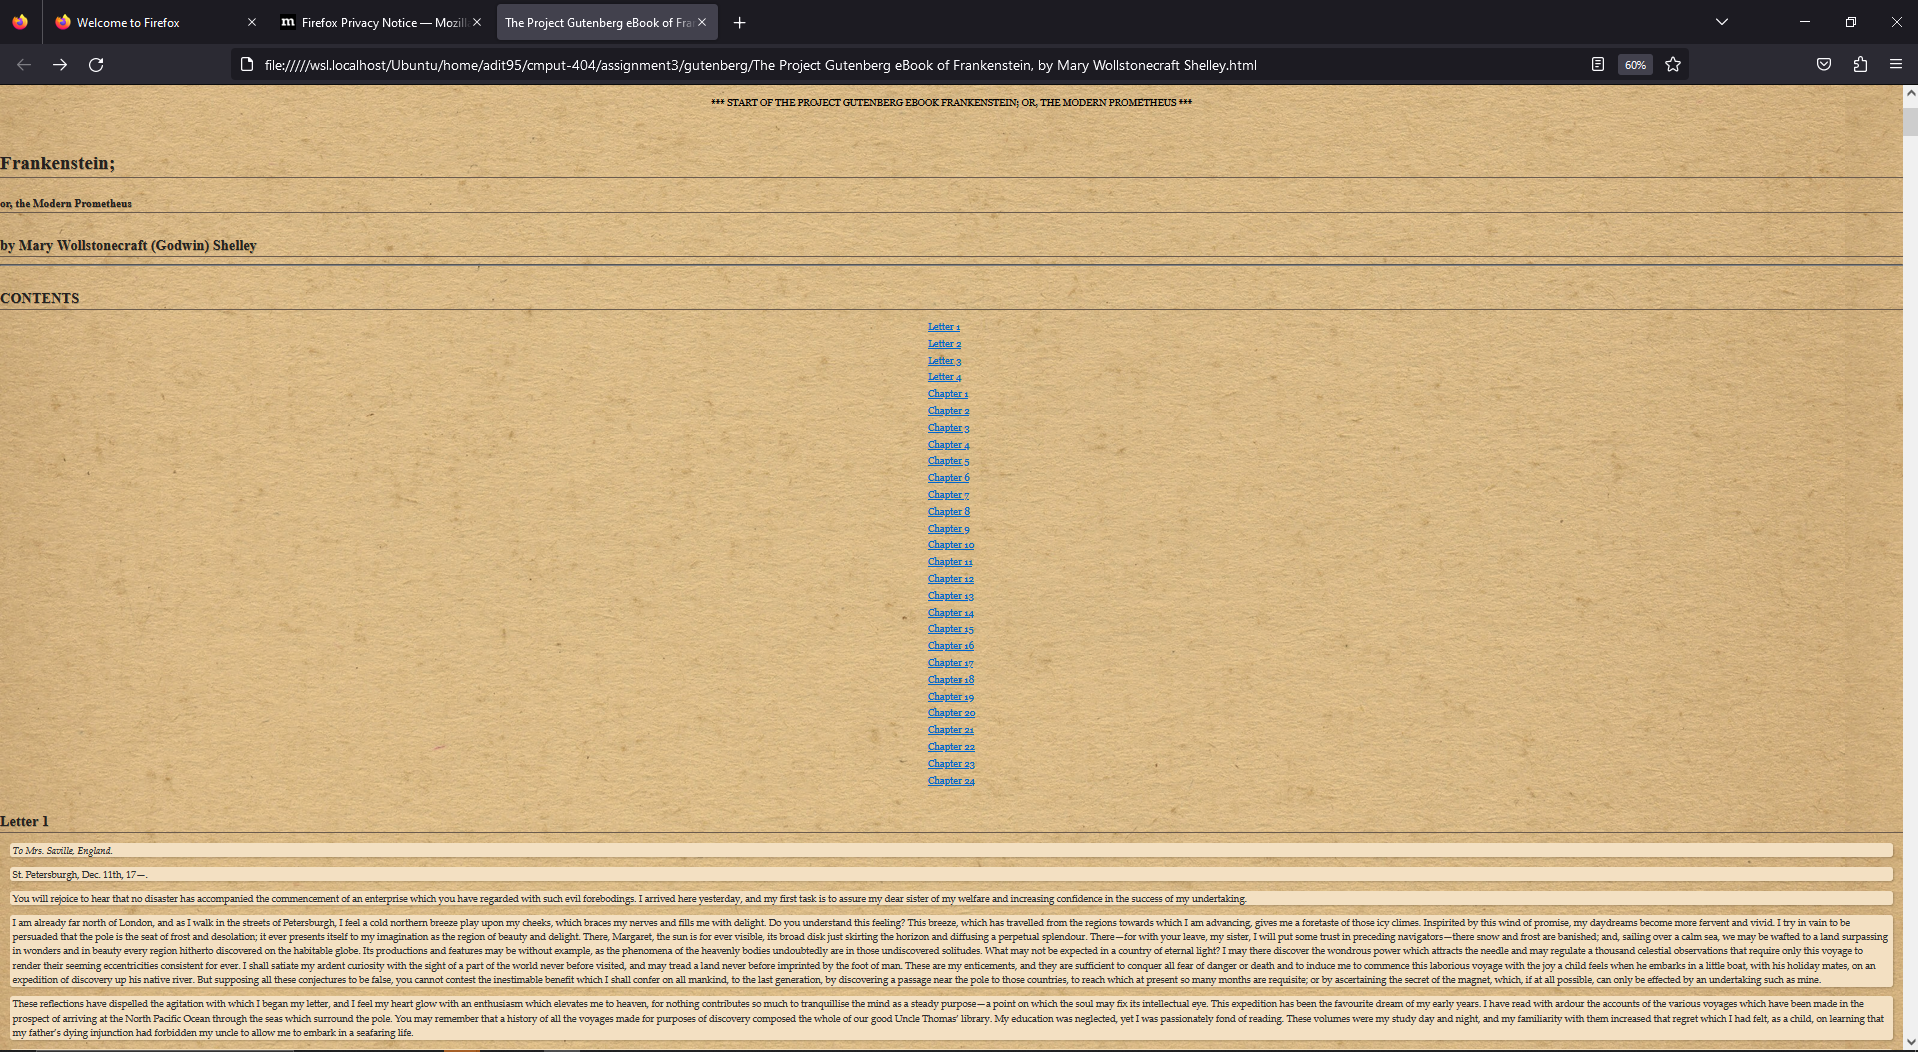 Welcome to Firefox
Firefox Privacy Notice — Mozill
The Project Gutenberg eBook of Fra
file://///wsl.localhost/Ubuntu/home/adit95/cmput-404/assignment3/gutenberg/The Project Gutenberg eBook of Frankenstein, by Mary Wollstonecraft Shelley.html
60%
*** START OF THE PROJECT GUTENBERG EBOOK FRANKENSTEIN; OR, THE MODERN PROMETHEUS ***
Frankenstein;
or, the Modern Prometheus
by Mary Wollstonecraft (Godwin) Shelley
CONTENTS
Letter 1
Letter 2
Letter 3
Letter 4
Chapter 1
Chapter 2
Chapter 3
Chapter 4
Chapter 5
Chapter 6
Chapter 7
Chapter 8
Chapter 9
Chapter 10
Chapter 11
Chapter 12
Chapter 13
Chapter 14
Chapter 15
Chapter 16
Chapter 17
Chapter 18
Chapter 19
Chapter 20
Chapter 21
Chapter 22
Chapter 23
Chapter 24
Letter 1
To Mrs. Saville, England.
St. Petersburgh, Dec. 11th, 17—.
You will rejoice to hear that no disaster has accompanied the commencement of an enterprise which you have regarded with such evil forebodings. I arrived here yesterday, and my first task is to assure my dear sister of my welfare and increasing confidence in the success of my undertaking.
I am already far north of London, and as I walk in the streets of Petersburgh, I feel a cold northern breeze play upon my cheeks, which braces my nerves and fills me with delight. Do you understand this feeling? This breeze, which has travelled from the regions towards which I am advancing, gives me a foretaste of those icy climes. Inspirited by this wind of promise, my daydreams become more fervent and vivid. I try in vain to be
persuaded that the pole is the seat of frost and desolation; it ever presents itself to my imagination as the region of beauty and delight. There, Margaret, the sun is for ever visible, its broad disk just skirting the horizon and diffusing a perpetual splendour. There—for with your leave, my sister, I will put some trust in preceding navigators—there snow and frost are banished; and, sailing over a calm sea, we may be wafted to a land surpassing
in wonders and in beauty every region hitherto discovered on the habitable globe. Its productions and features may be without example, as the phenomena of the heavenly bodies undoubtedly are in those undiscovered solitudes. What may not be expected in a country of eternal light? I may there discover the wondrous power which attracts the needle and may regulate a thousand celestial observations that require only this voyage to
render their seeming eccentricities consistent for ever. I shall satiate my ardent curiosity with the sight of a part of the world never before visited, and may tread a land never before imprinted by the foot of man. These are my enticements, and they are sufficient to conquer all fear of danger or death and to induce me to commence this laborious voyage with the joy a child feels when he embarks in a little boat, with his holiday mates, on an
expedition of discovery up his native river. But supposing all these conjectures to be false, you cannot contest the inestimable benefit which I shall confer on all mankind, to the last generation, by discovering a passage near the pole to those countries, to reach which at present so many months are requisite; or by ascertaining the secret of the magnet, which, if at all possible, can only be effected by an undertaking such as mine.
These reflections have dispelled the agitation with which I began my letter, and I feel my heart glow with an enthusiasm which elevates me to heaven, for nothing contributes so much to tranquillise the mind as a steady purpose—a point on which the soul may fix its intellectual eye. This expedition has been the favourite dream of my early years. I have read with ardour the accounts of the various voyages which have been made in the
prospect of arriving at the North Pacific Ocean through the seas which surround the pole. You may remember that a history of all the voyages made for purposes of discovery composed the whole of our good Uncle Thomas’ library. My education was neglected, yet I was passionately fond of reading. These volumes were my study day and night, and my familiarity with them increased that regret which I had felt, as a child, on learning that
my father’s dying injunction had forbidden my uncle to allow me to embark in a seafaring life.